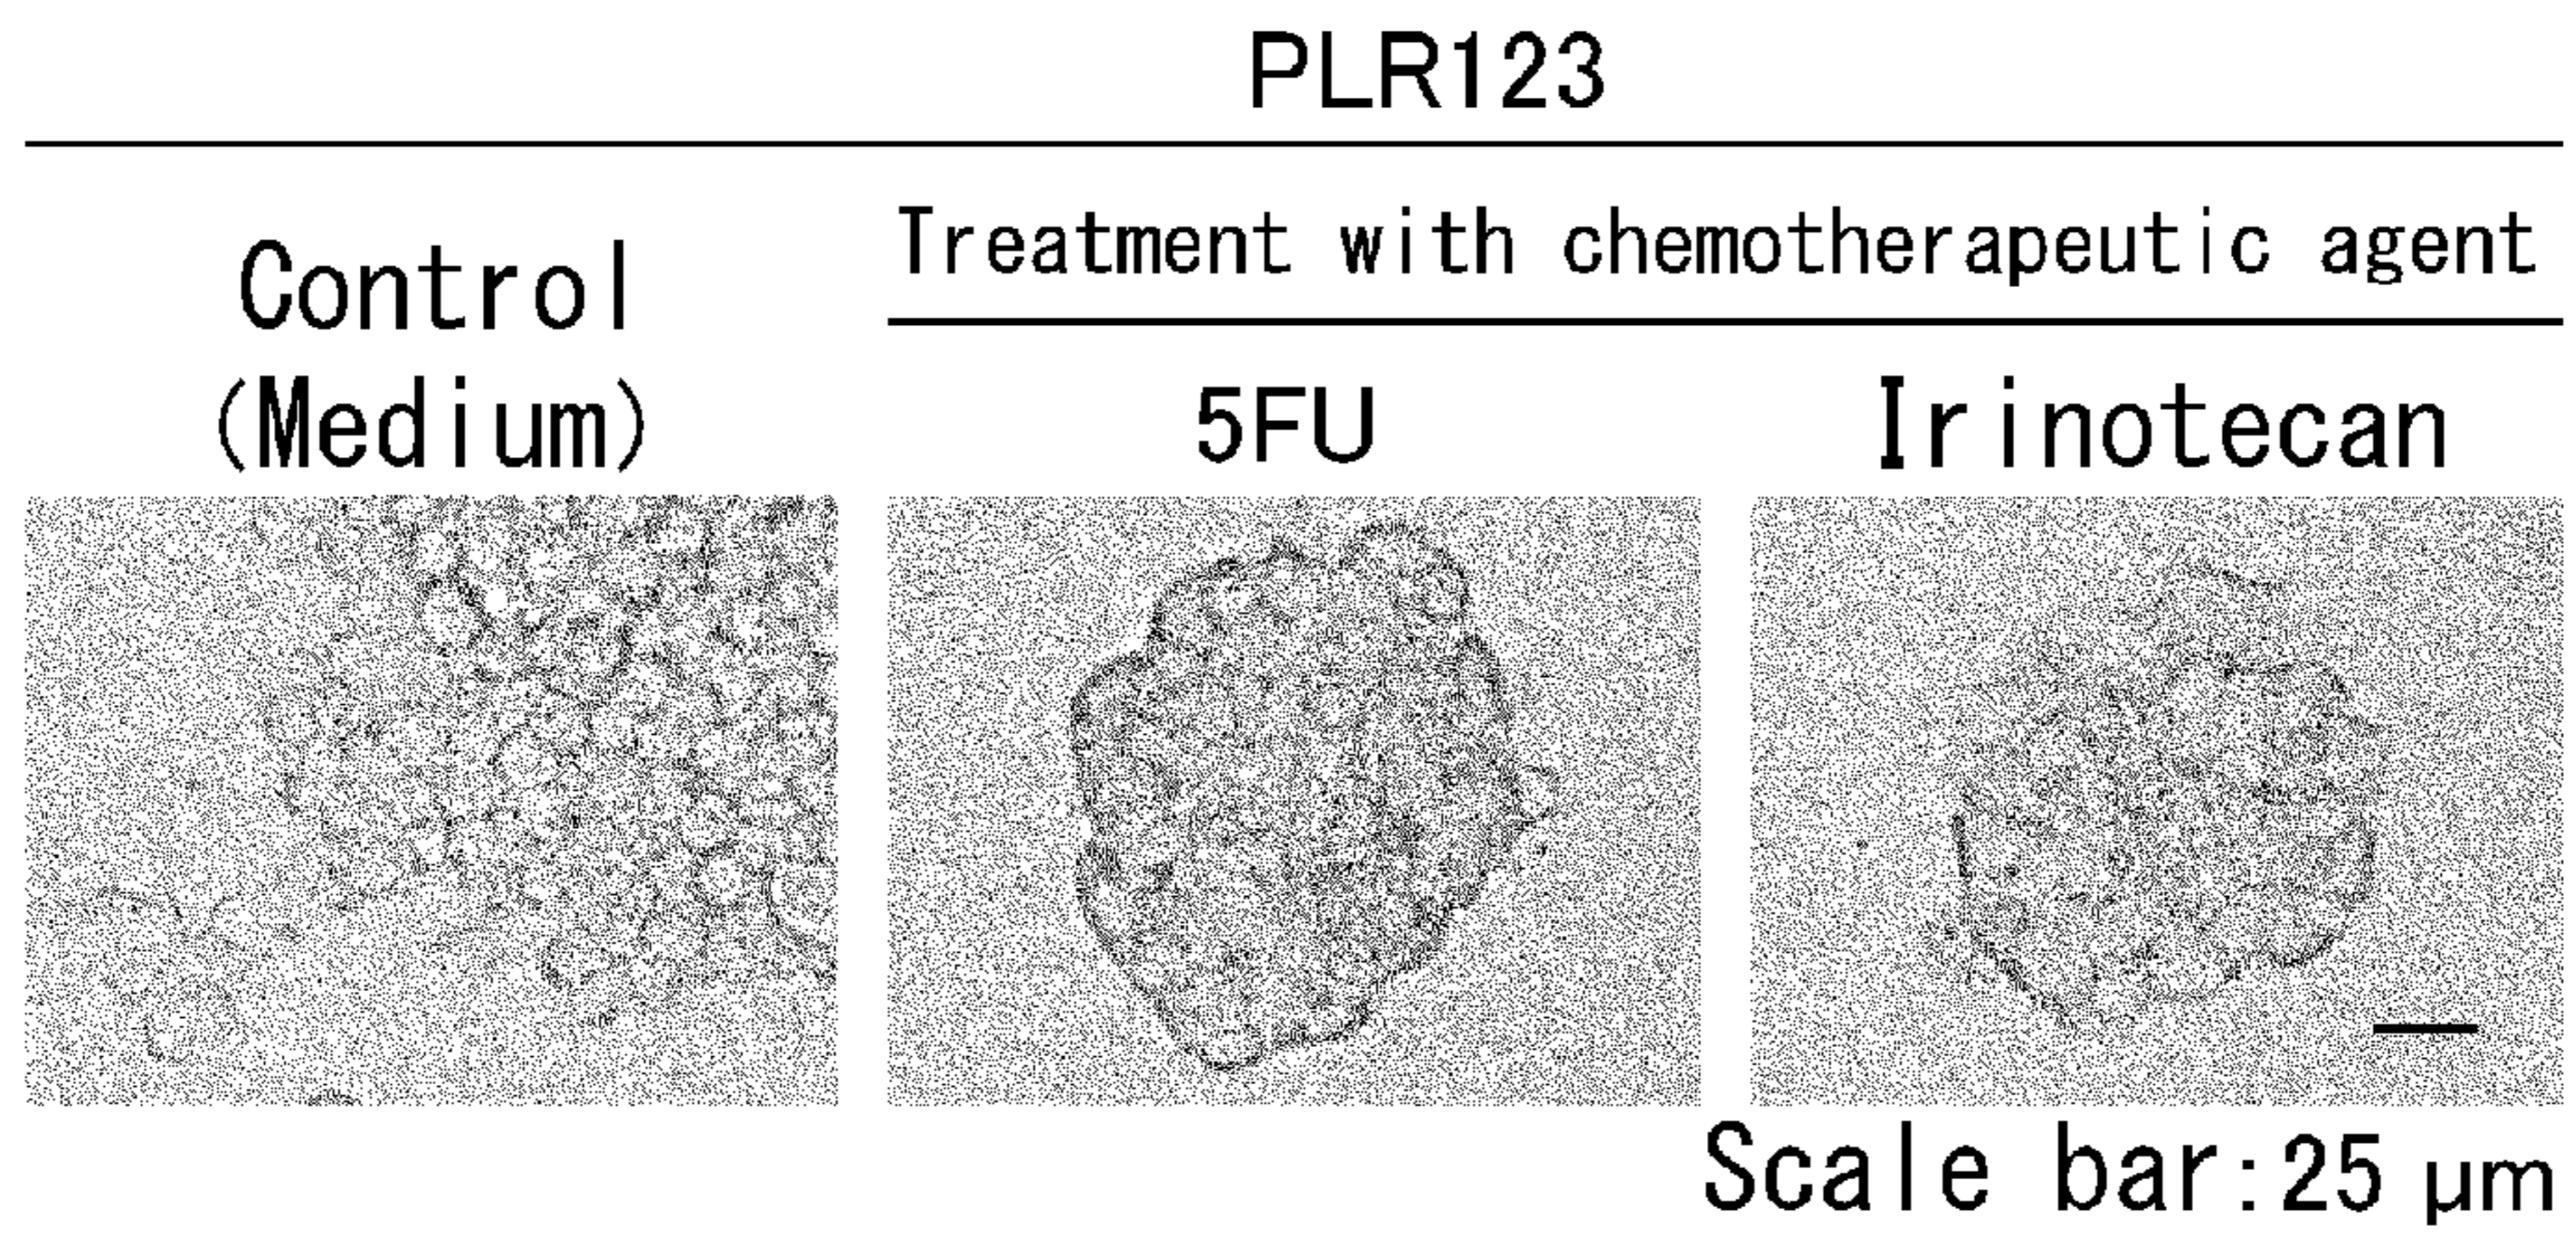 PLR123
Treatment with chemotherapeutic agent
Control
(Medium)
5FU
Irinotecan
Scale bar:25 μm